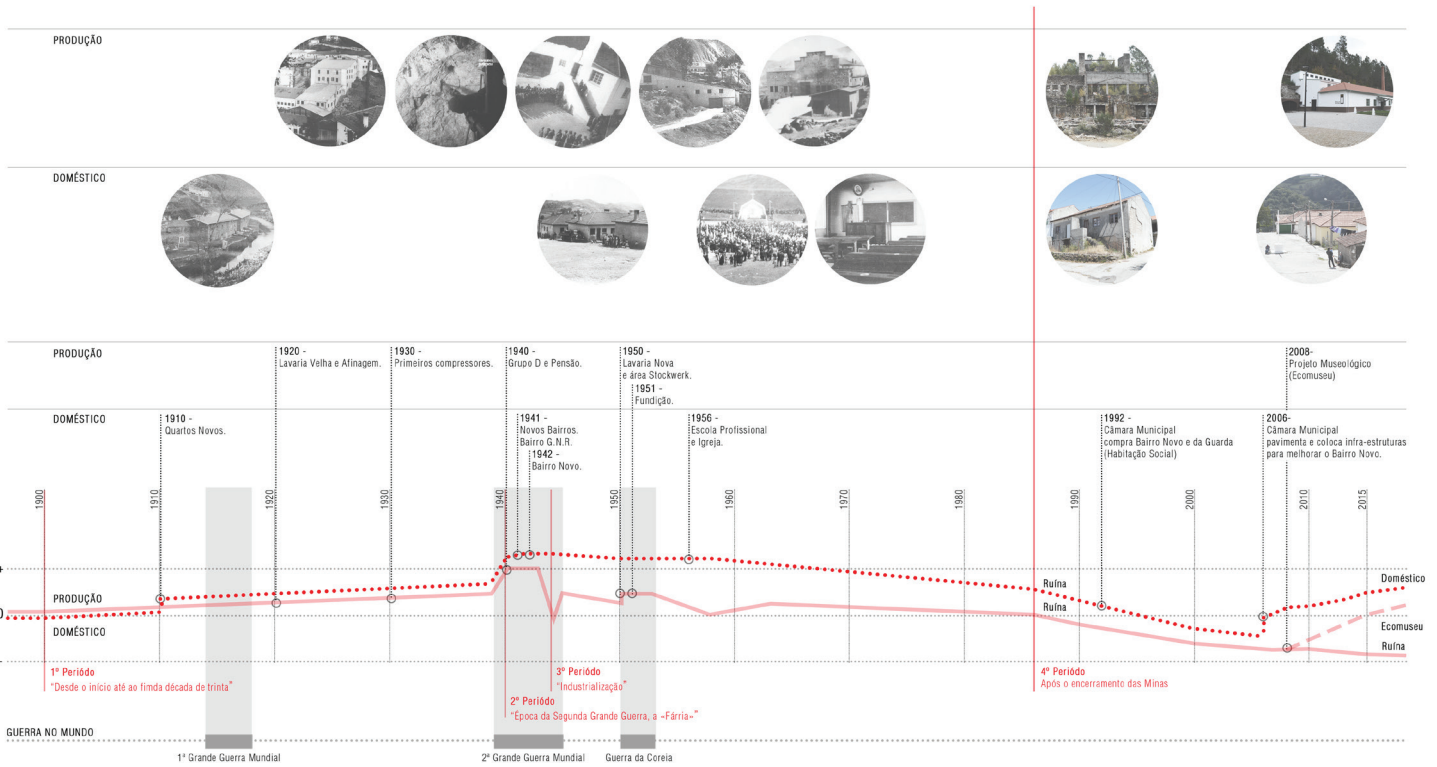 PRODUÇÃO
DOMÉSTICO
PRODUÇÃO
1920 -
Lavaria Velha e Afinagem.
1930 -
Primeiros compressores.
1940 -
Grupo D e Pensão.
1950 -
Lavaria Nova
e área Stockwerk.
1951 -
Fundição.
2008-
Projeto Museológico
(Ecomuseu)
DOMÉSTICO
1910 -
Quartos Novos.
1941 -
Novos Bairros.
Bairro G.N.R.
1942 -
Bairro Novo.
1956 -
Escola Profissional
e Igreja.
1992 -
Câmara Municipal
compra Bairro Novo e da Guarda
(Habitação Social)
2006-
Câmara Municipal
pavimenta e coloca infra-estruturas
para melhorar o Bairro Novo.
1900
1910
1920
1930
1940
1950
1960
1970
1980
1990
2000
2010
2015
+
PRODUÇÃO
0
DOMÉSTICO
-
Ruína
Ruína
Doméstico
Ecomuseu
Ruína
1º Periódo
"Desde o início até ao fimda década de trinta"
2º Periódo
"Época da Segunda Grande Guerra, a «Fárria»"
3º Periódo
"Industrialização"
4º Periódo
Após o encerramento das Minas
GUERRA NO MUNDO
1ª Grande Guerra Mundial
2ª Grande Guerra Mundial
Guerra da Coreia